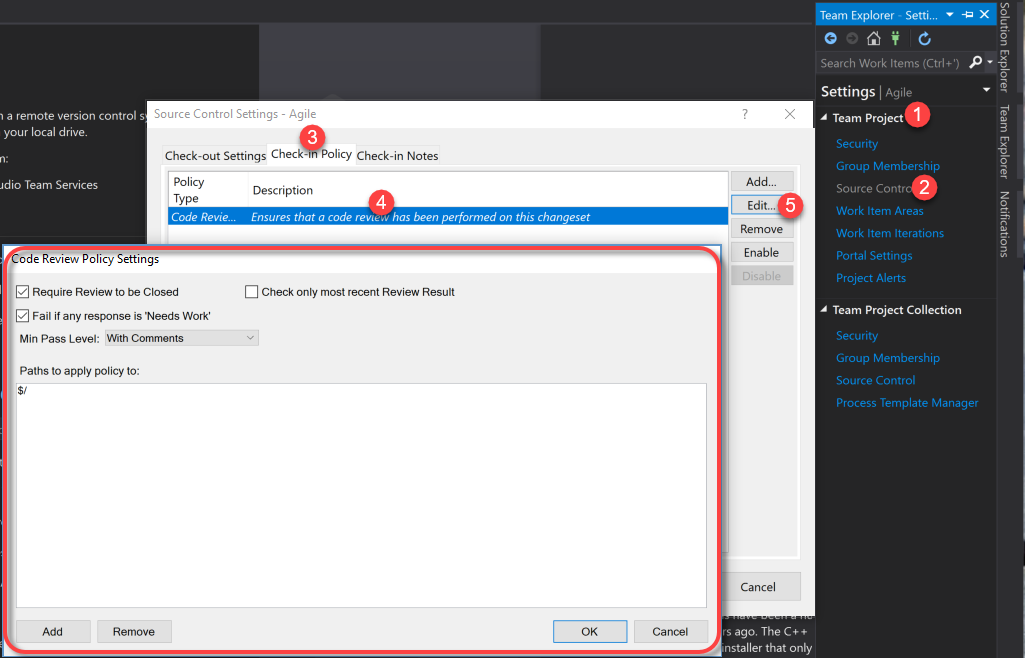 Team Explorer - Setti...
Search Work Items (Ctrl+')
Settings | Agile
Team Project 1
Security
Group Membership
Source Contro 2
Work Item Areas
Work Item Iterations
Portal Settings
Project Alerts
Team Project Collection
Security
Group Membership
Source Control
Process Template Manager
Solution Explorer
Team Explorer
Notifications
n a remote version control sy
your local drive.
m:
udio Team Services
Source Control Settings - Agile
?
3
Check-out Settings
Check-in Policy
Check-in Notes
Policy
Type
Description
4
Code Revie...
Ensures that a code review has been performed on this changeset
Add...
Edit... 5
Remove
Enable
Disable
Cancel
Code Review Policy Settings
Require Review to be Closed
Check only most recent Review Result
Fail if any response is 'Needs Work'
Min Pass Level: With Comments
Paths to apply policy to:
$/
Add
Remove
OK
Cancel
rs ago. The C++
installer that only